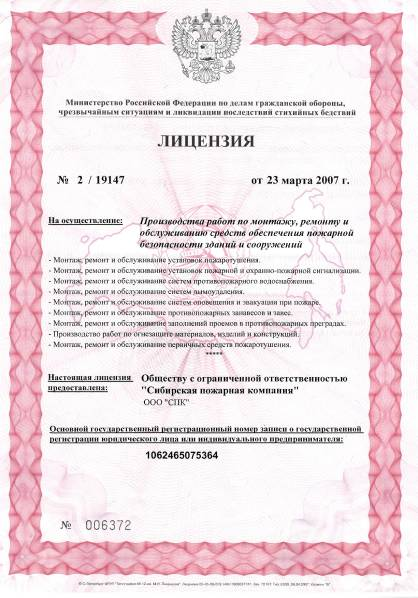 Министерство Российской Федерации по делам гражданской обороны,
чрезвычайным ситуациям и ликвидации последствий стихийных бедствий
ЛИЦЕНЗИЯ
№ 2 / 19147 от 23 марта 2007 г.
На осуществление: Производства работ по монтажу, ремонту и
обслуживанию средств обеспечения пожарной
безопасности зданий и сооружений
- Монтаж, ремонт и обслуживание установок пожаротушения.
- Монтаж, ремонт и обслуживание установок пожарной и охранно-пожарной сигнализации.
- Монтаж, ремонт и обслуживание систем противопожарного водоснабжения.
- Монтаж, ремонт и обслуживание систем дымоудаления.
- Монтаж, ремонт и обслуживание систем оповещения и эвакуации при пожаре.
- Монтаж, ремонт и обслуживание противопожарных занавесов и завес.
- Монтаж, ремонт и обслуживание заполнений проемов в противопожарных преградах.
- Производство работ по огнезащите материалов, изделий и конструкций.
- Монтаж, ремонт и обслуживание первичных средств пожаротушения.
*****
Настоящая лицензия Обществу с ограниченной ответственностью
предоставлена: "Сибирская пожарная компания"
ООО "СПК"
Основной государственный регистрационный номер записи о государственной
регистрации юридического лица или индивидуального предпринимателя:
1062465075364
№ 006372